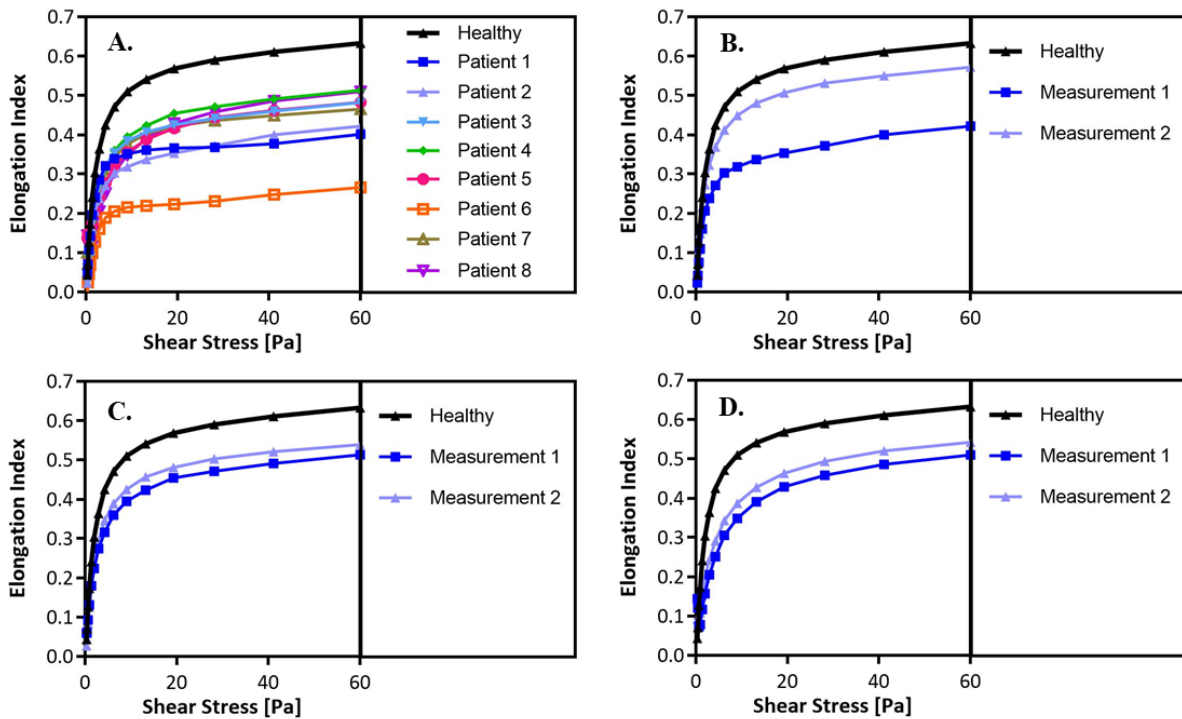 A.
Elongation Index
0.7
0.6
0.5
0.4
0.3
0.2
0.1
0.0
0 20 40 60
Shear Stress [Pa]
Healthy
Patient 1
Patient 2
Patient 3
Patient 4
Patient 5
Patient 6
Patient 7
Patient 8
B.
Elongation Index
0.7
0.6
0.5
0.4
0.3
0.2
0.1
0.0
0 20 40 60
Shear Stress [Pa]
Healthy
Measurement 1
Measurement 2
C.
Elongation Index
0.7
0.6
0.5
0.4
0.3
0.2
0.1
0.0
0 20 40 60
Shear Stress [Pa]
Healthy
Measurement 1
Measurement 2
D.
Elongation Index
0.7
0.6
0.5
0.4
0.3
0.2
0.1
0.0
0 20 40 60
Shear Stress [Pa]
Healthy
Measurement 1
Measurement 2